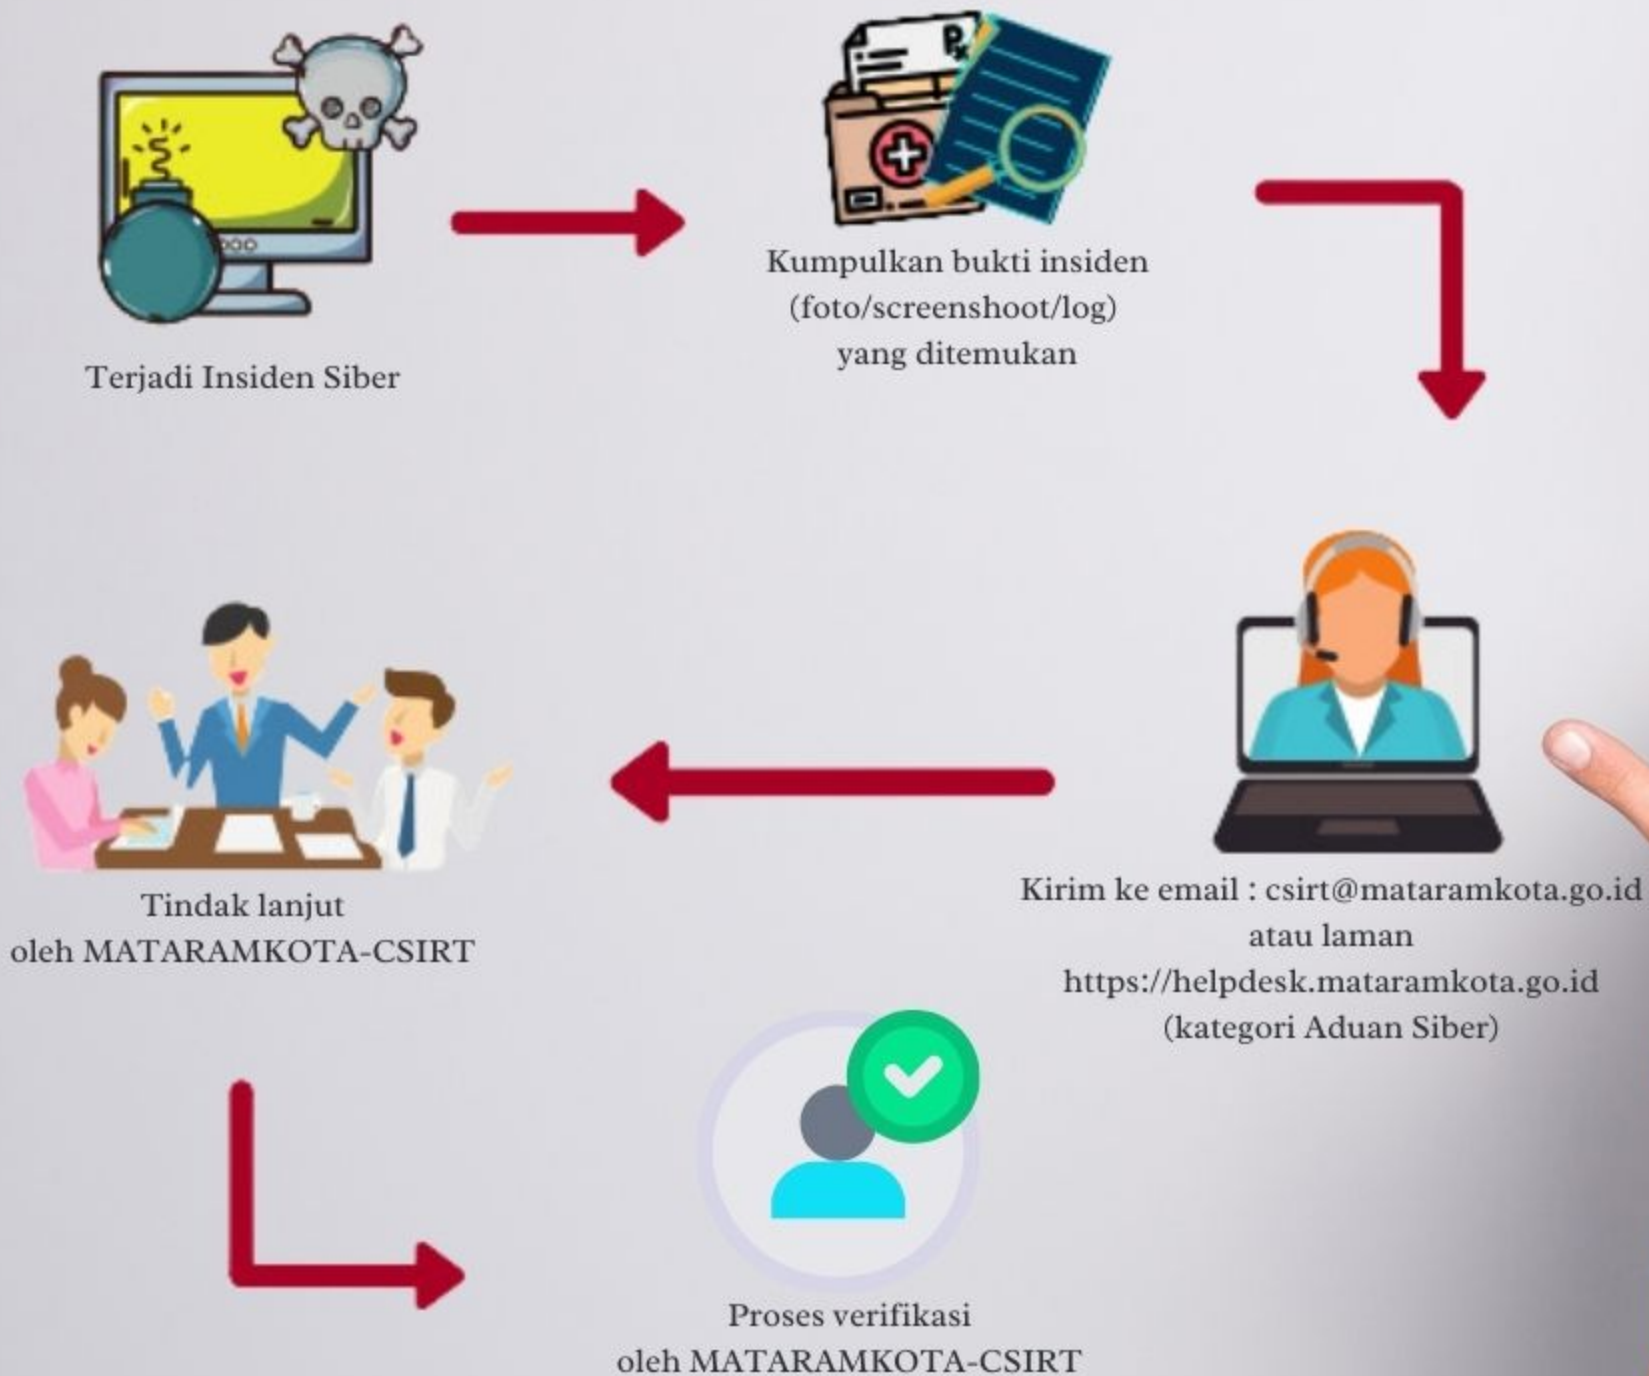 Terjadi Insiden Siber
Kumpulkan bukti insiden
(foto/screenshoot/log)
yang ditemukan
Kirim ke email : csirt@mataramkota.go.id
atau laman
https://helpdesk.mataramkota.go.id
(kategori Aduan Siber)
Tindak lanjut
oleh MATARAMKOTA-CSIRT
Proses verifikasi
oleh MATARAMKOTA-CSIRT